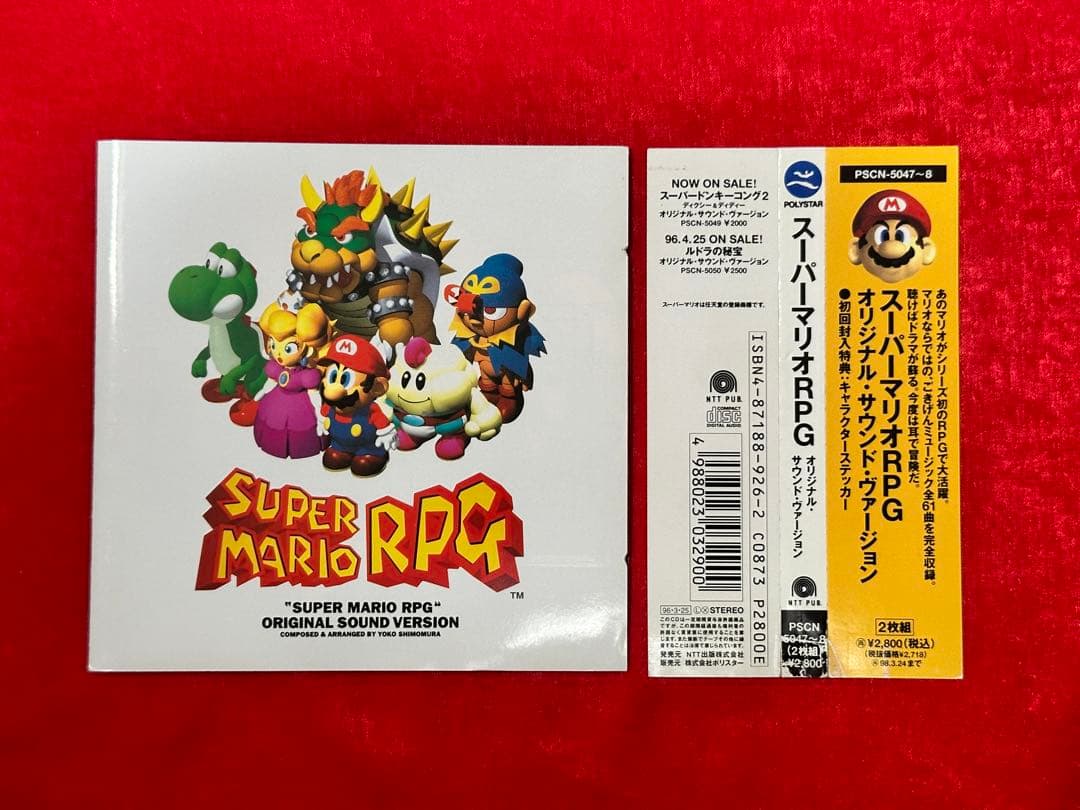 SUPER
MARIO RPG
TM
"SUPER MARIO RPG"
ORIGINAL SOUND VERSION
COMPOSED & ARRANGED BY YOKO SHIMOMURA
NOW ON SALE!
スーパードンキーコング2
ディクシー&ディディー
オリジナル・サウンド・ヴァージョン
PSCN-5049 ¥2000
96.4.25 ON SALE!
ルドラの秘宝
オリジナル・サウンド・ヴァージョン
PSCN-5050 ¥2500
スーパーマリオは任天堂の登録商標です。
NTT PUB.
COMPACT
disc
DIGITAL AUDIO
4 988023 032900
ISBN4-87188-926-2 C0873 P2800E
96・3・25 Ⓛ Ⓧ STEREO
発売元 NTT出版株式会社
販売元 株式会社ポリスター
POLYSTAR
スーパーマリオRPG
オリジナル・
サウンド・ヴァージョン
NTT PUB.
PSCN
5047〜8
(2枚組)
¥2,800
PSCN-5047〜8
M
あのマリオがシリーズ初のRPGで大活躍。
マリオならではの、ごきげんミュージック全61曲を完全収録。
聴けばドラマが蘇る。今度は耳で冒険だ。
スーパーマリオRPG
オリジナル・サウンド・ヴァージョン
●初回封入特典:キャラクターステッカー
2枚組
¥2,800(税込)
(税抜価格¥2,718)
98.3.24まで